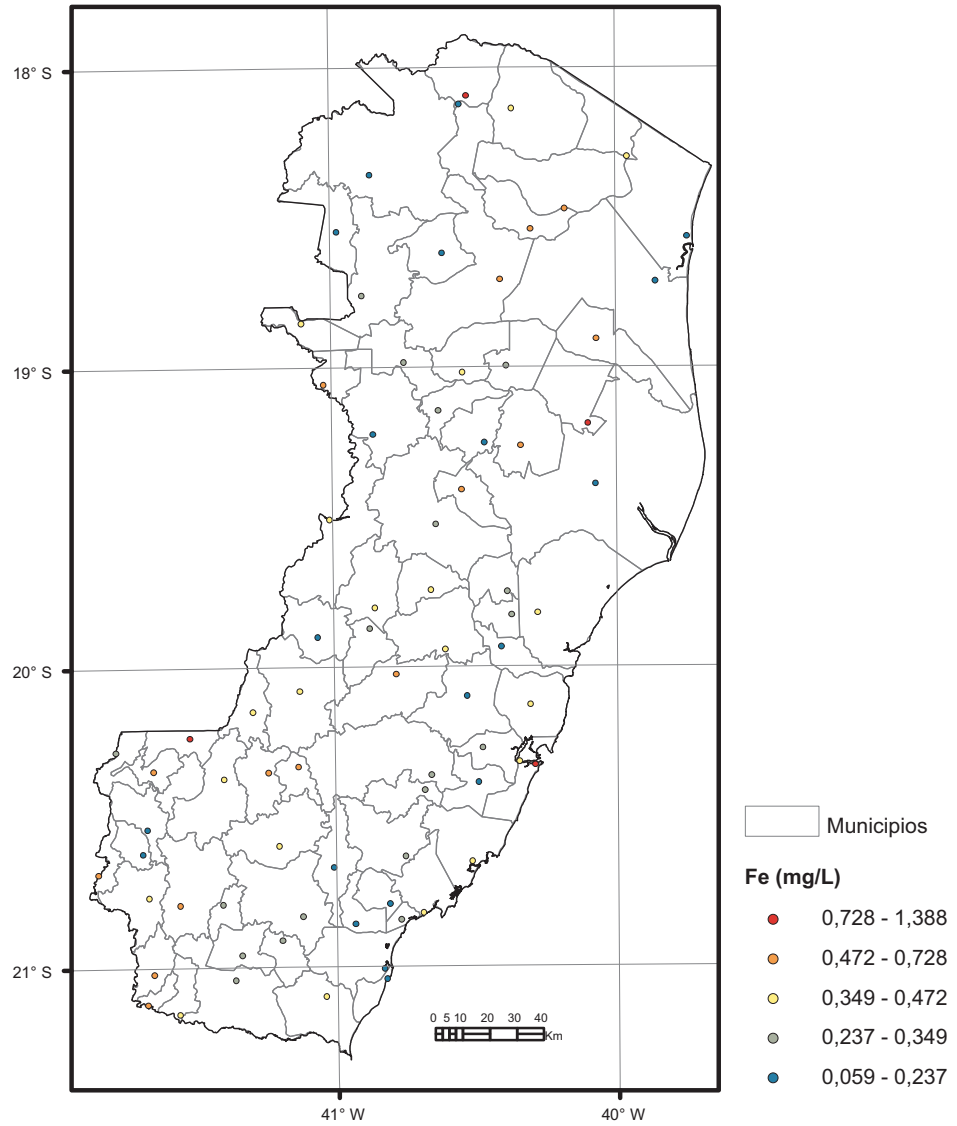 18° S
19° S
20° S
21° S
41° W
40° W
0 5 10 20 30 40
Km
Municipios
Fe (mg/L)
0,728 - 1,388
0,472 - 0,728
0,349 - 0,472
0,237 - 0,349
0,059 - 0,237